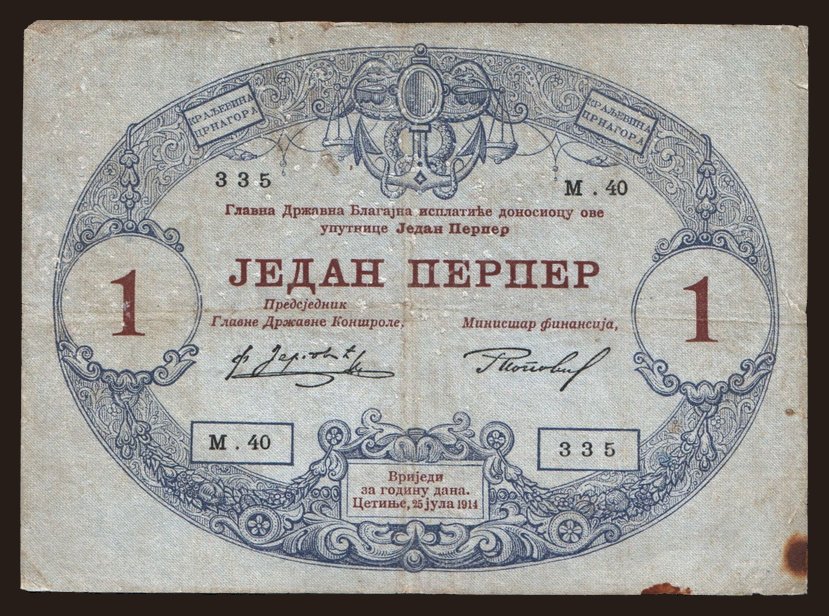 КРАЉЕВИНА
ЦРНАГОРА
КРАЉЕВИНА
ЦРНАГОРА
335
М. 40
Главна Државна Благајна исплатиће доносиоцу ове
упутнице Један Перпер
1
ЈЕДАН ПЕРПЕР
1
Предсједник
Главне Државне Контроле,
Министар финансија,
М. 40
335
Вриједи
за годину дана.
Цетиње, 25 јула 1914